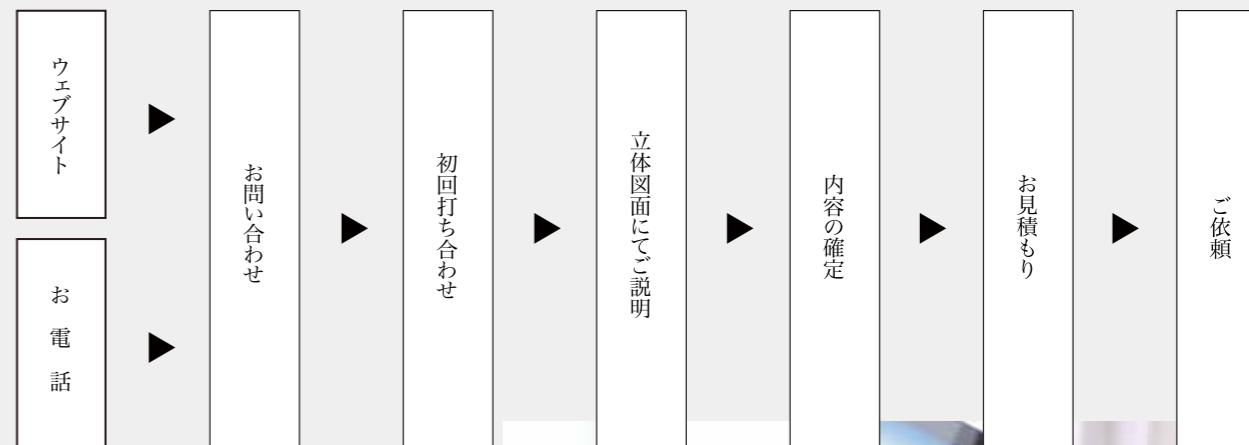 ウェブサイト
お電話
お問い合わせ
初回打ち合わせ
立体図面にてご説明
内容の確定
お見積もり
ご依頼